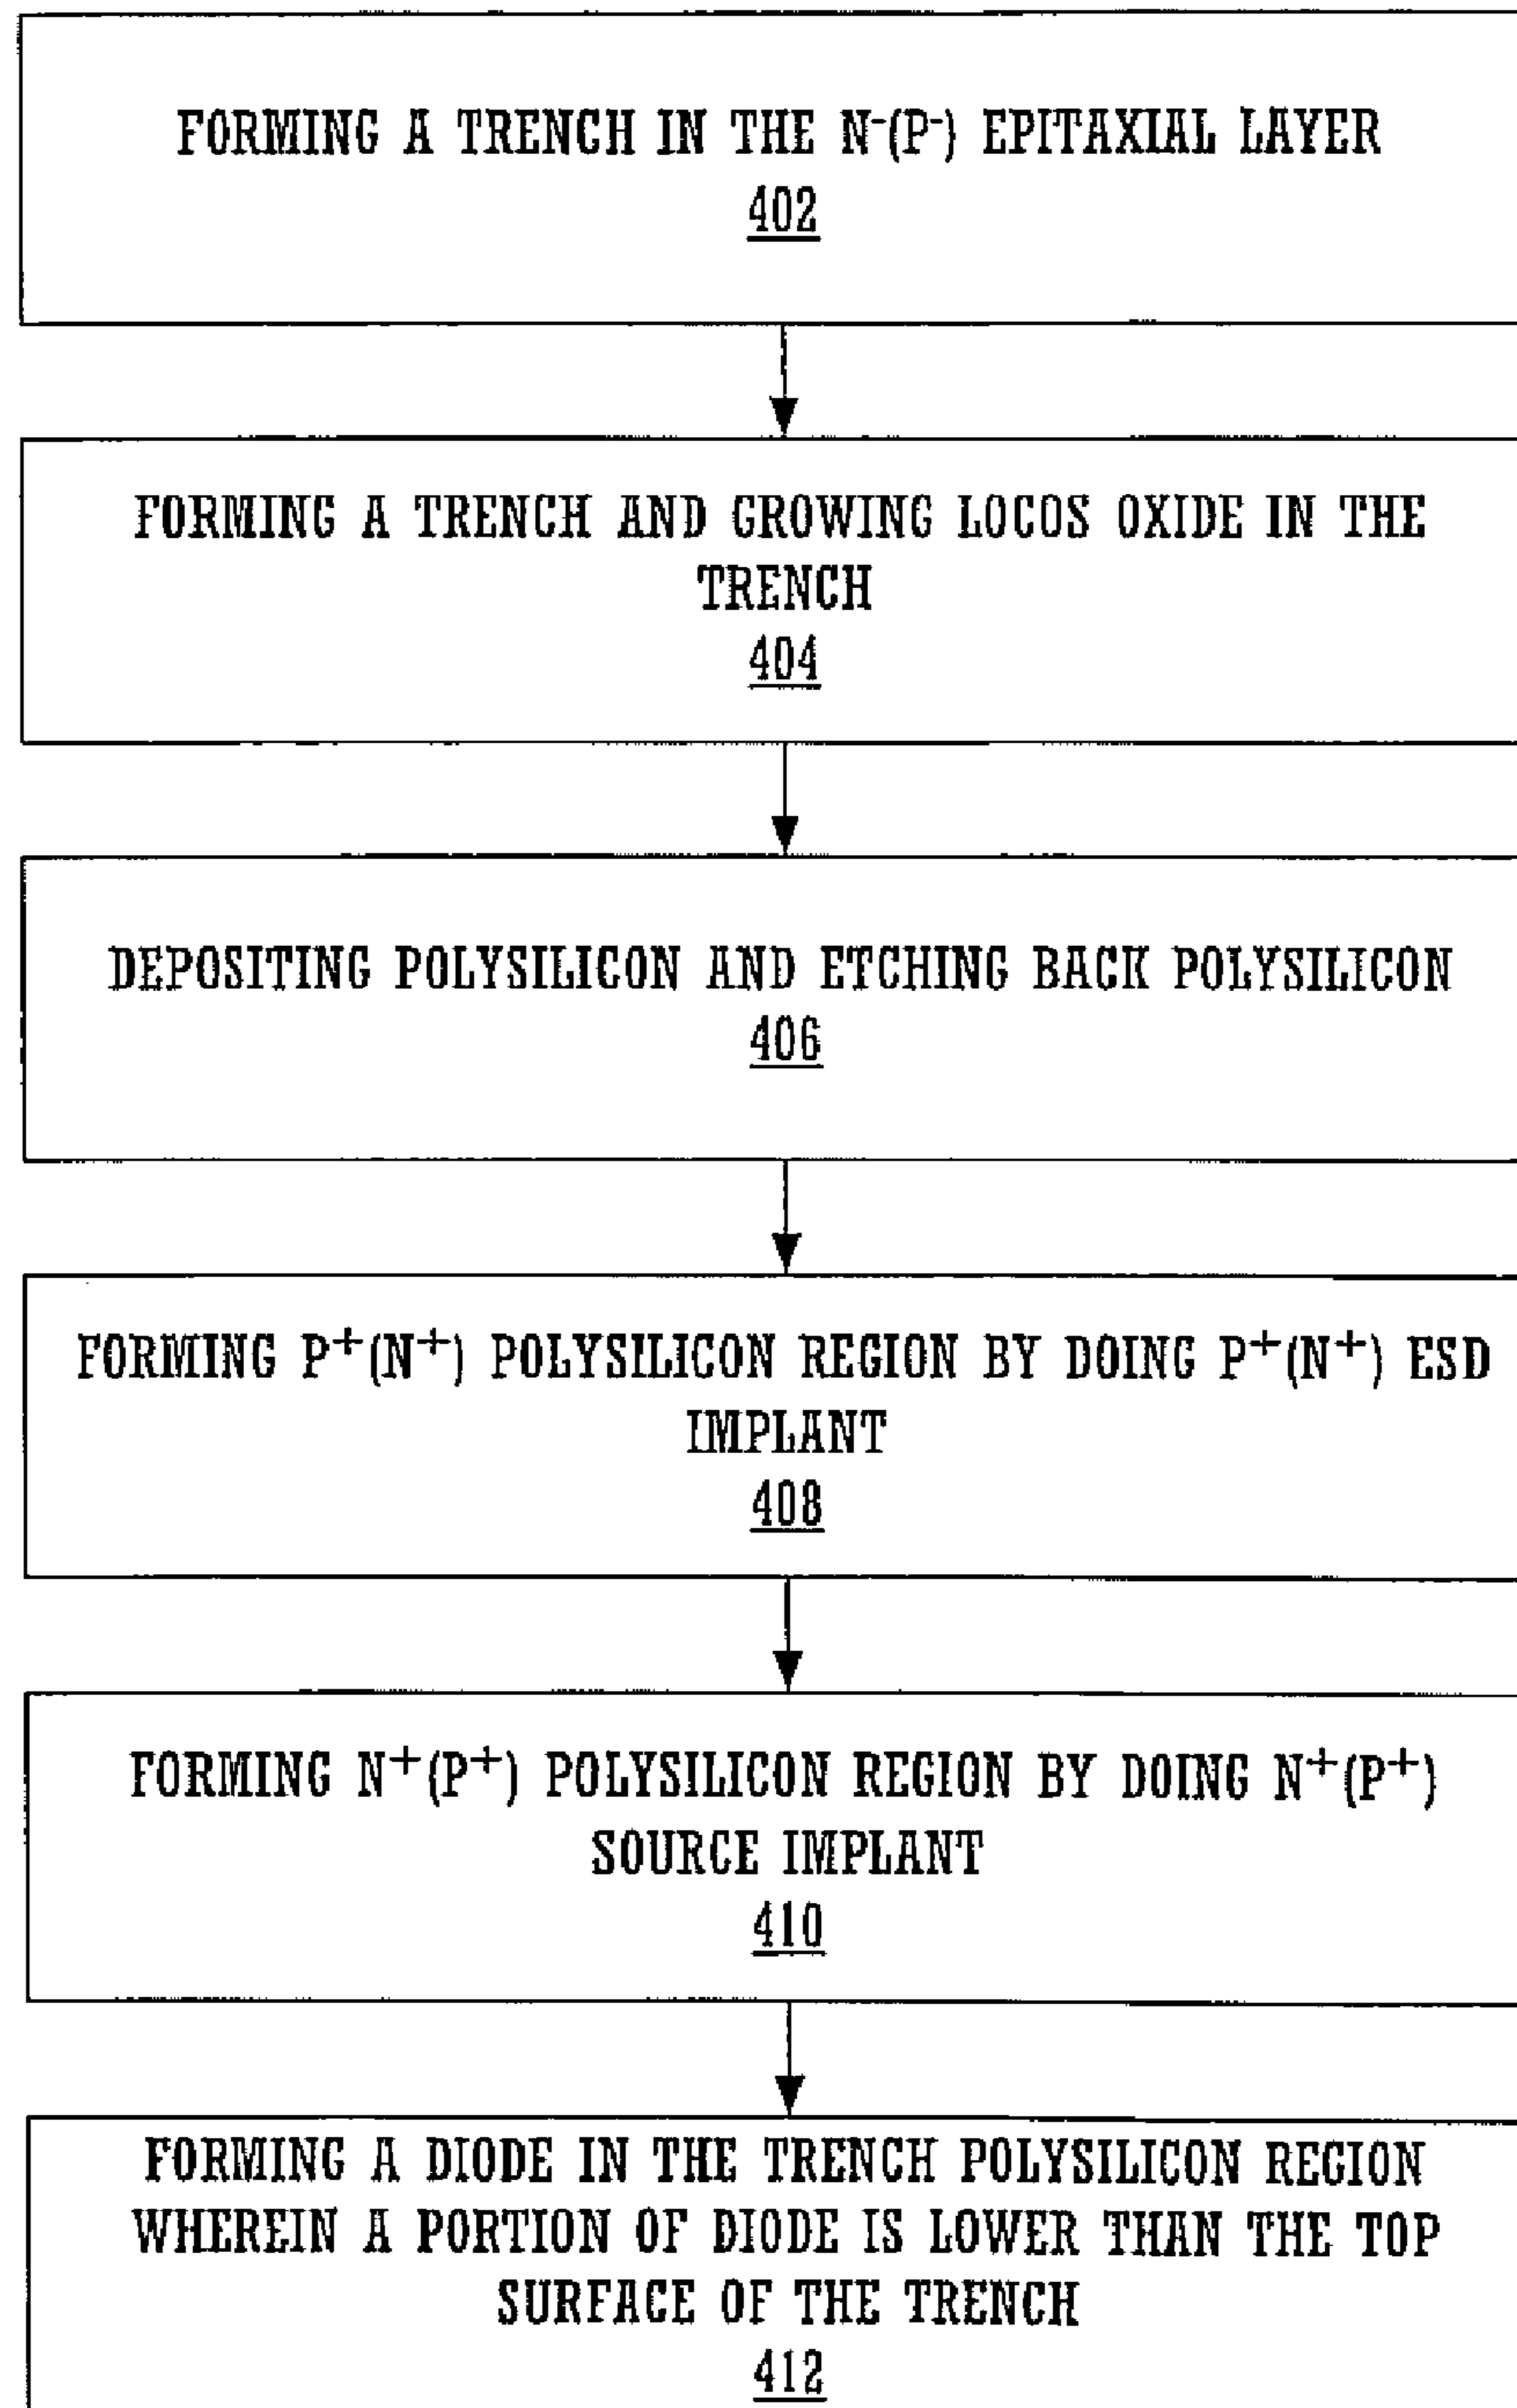 FORMING A TRENCH IN THE N⁻(P⁻) EPITAXIAL LAYER
402
FORMING A TRENCH AND GROWING LOCOS OXIDE IN THE
TRENCH
404
DEPOSITING POLYSILICON AND ETCHING BACK POLYSILICON
406
FORMING P⁺(N⁺) POLYSILICON REGION BY DOING P⁺(N⁺) ESD
IMPLANT
408
FORMING N⁺(P⁺) POLYSILICON REGION BY DOING N⁺(P⁺)
SOURCE IMPLANT
410
FORMING A DIODE IN THE TRENCH POLYSILICON REGION
WHEREIN A PORTION OF DIODE IS LOWER THAN THE TOP
SURFACE OF THE TRENCH
412